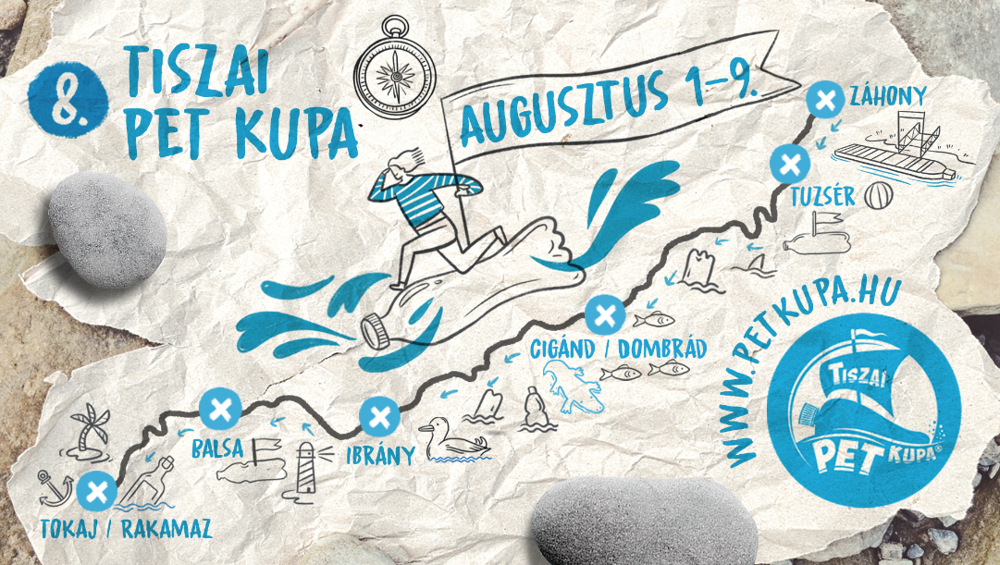 8.
TISZAI
PET KUPA
AUGUSZTUS 1-9.
ZÁHONY
TUZSÉR
CIGÁND / DOMBRÁD
IBRÁNY
BALSA
TOKAJ / RAKAMAZ
WWW.PETKUPA.HU
TISZAI
PET KUPA®